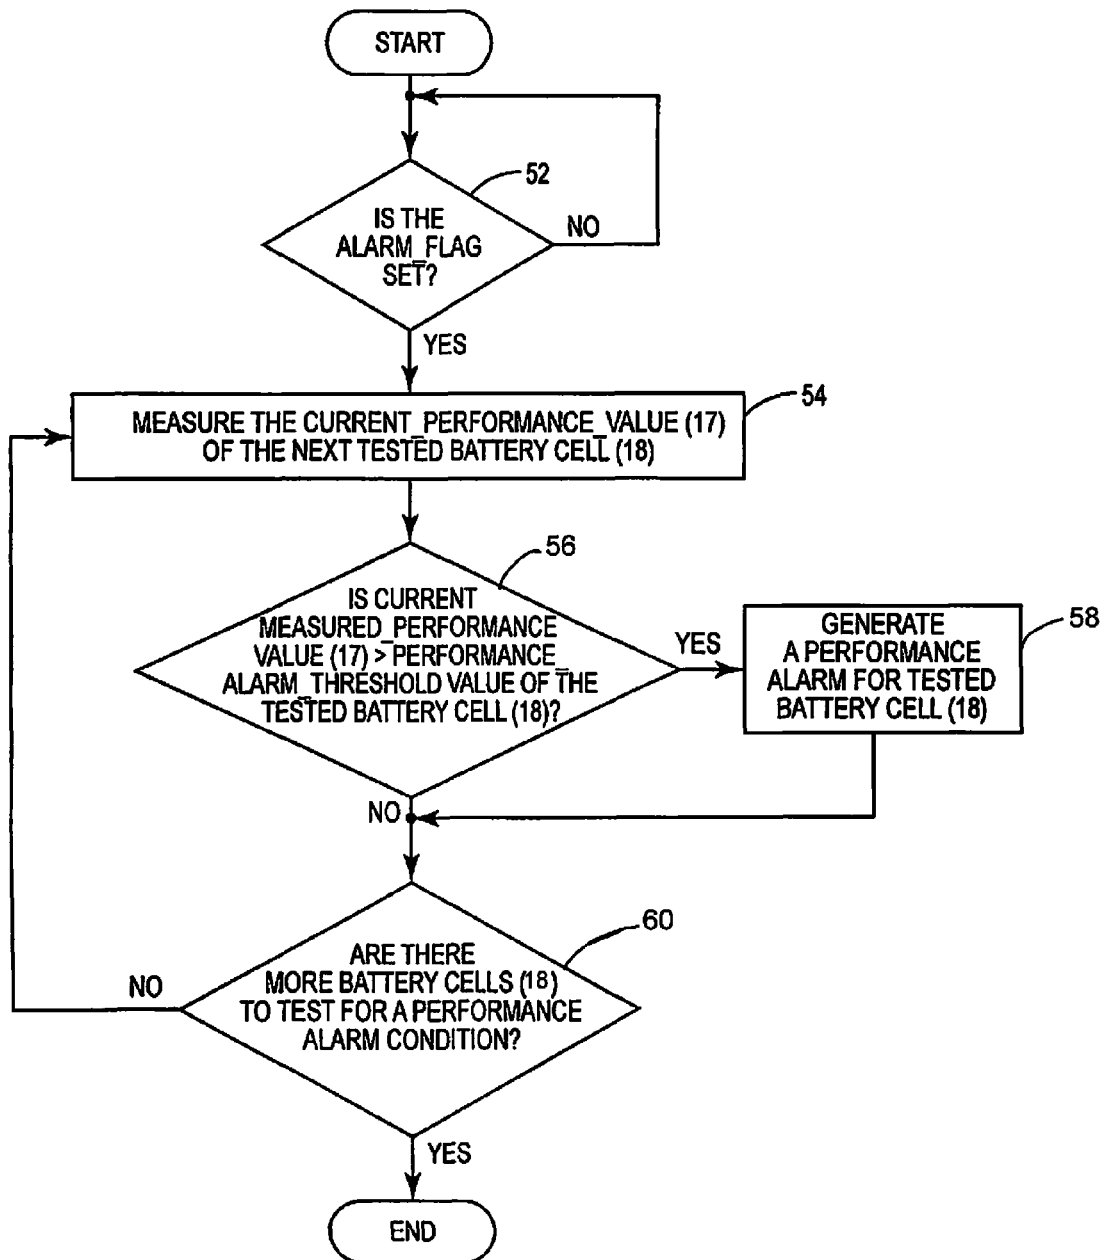 START
52
IS THE
ALARM_FLAG
SET?
NO
YES
54
MEASURE THE CURRENT_PERFORMANCE_VALUE (17)
OF THE NEXT TESTED BATTERY CELL (18)
56
IS CURRENT
MEASURED_PERFORMANCE
VALUE (17) > PERFORMANCE_
ALARM_THRESHOLD VALUE OF THE
TESTED BATTERY CELL (18)?
YES
58
GENERATE
A PERFORMANCE
ALARM FOR TESTED
BATTERY CELL (18)
NO
60
ARE THERE
MORE BATTERY CELLS (18)
TO TEST FOR A PERFORMANCE
ALARM CONDITION?
NO
YES
END